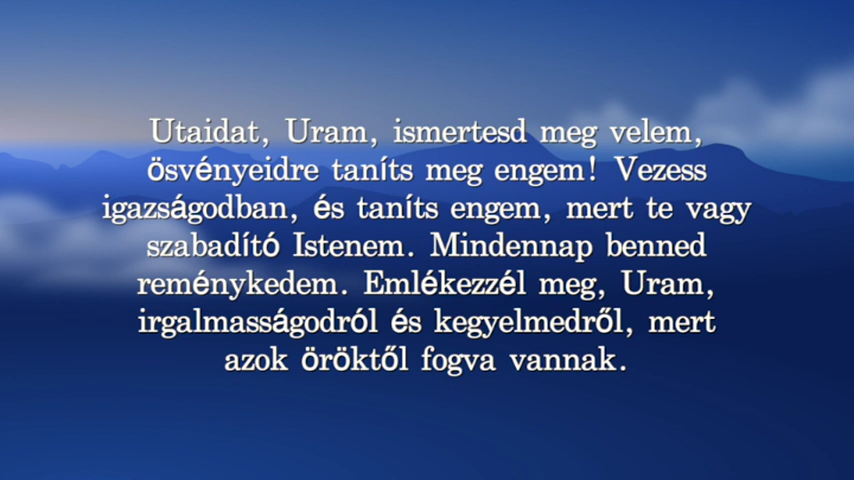 Utaidat, Uram, ismertesd meg velem,
ösvényeidre taníts meg engem! Vezess
igazságodban, és taníts engem, mert te vagy
szabadító Istenem. Mindennap benned
reménykedem. Emlékezzél meg, Uram,
irgalmasságodról és kegyelmedről, mert
azok öröktől fogva vannak.